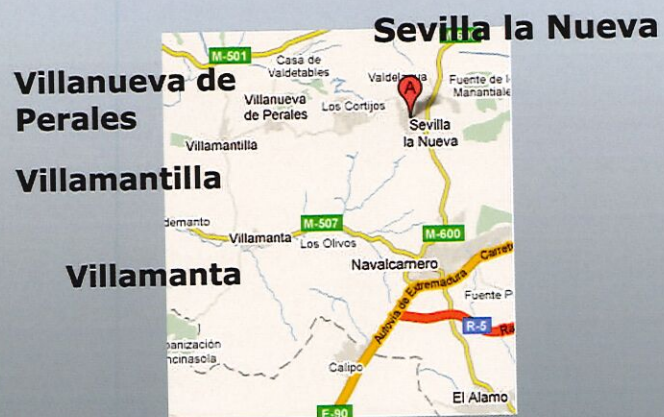 Sevilla la Nueva
Villanueva de
Perales
Villamantilla
Villamanta
M-501
Casa de
Valdetables
Fuente de
Manantiale
Villanueva
de Perales
Los Cortijos
A
Sevilla
la Nueva
Villamantilla
M-507
M-600
Villamanta
Los Olivos
Navalcarnero
Autovía de Extremadura
Fuente
R-5
Calipo
El Alamo
E-90